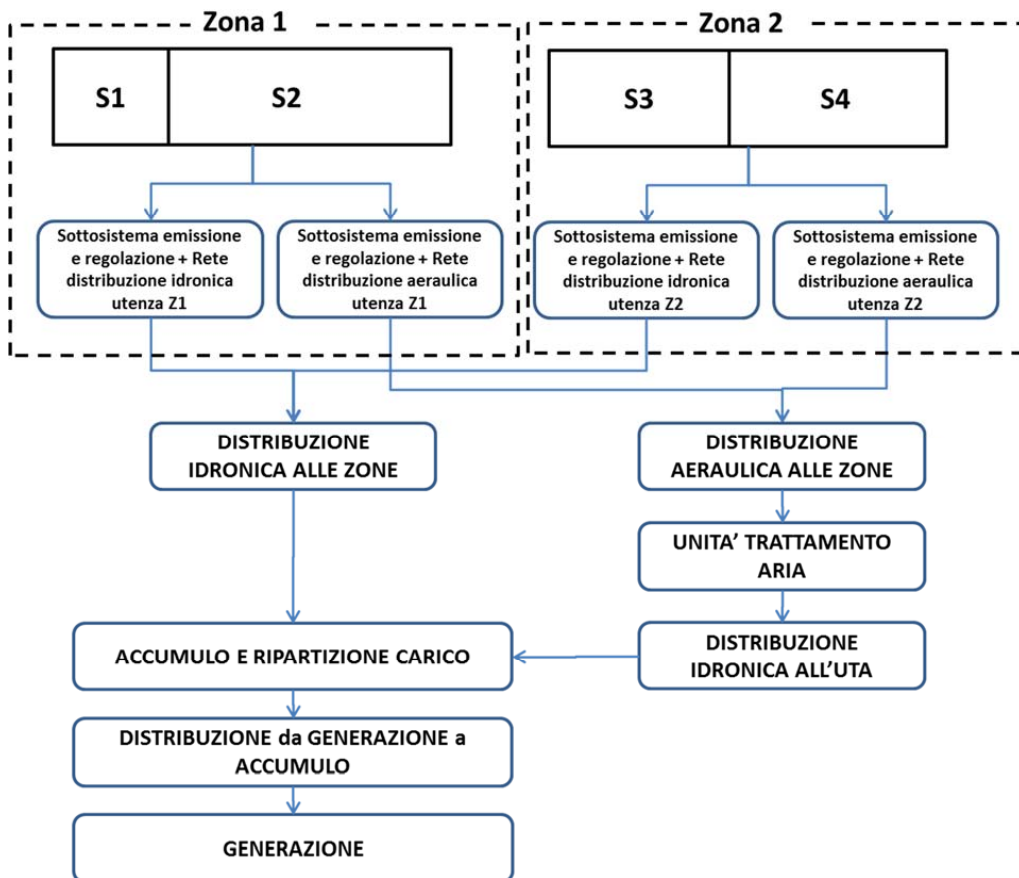 Zona 1
Zona 2
S1
S2
S3
S4
Sottosistema emissione
e regolazione + Rete
distribuzione idronica
utenza Z1
Sottosistema emissione
e regolazione + Rete
distribuzione aeraulica
utenza Z1
Sottosistema emissione
e regolazione + Rete
distribuzione idronica
utenza Z2
Sottosistema emissione
e regolazione + Rete
distribuzione aeraulica
utenza Z2
DISTRIBUZIONE
IDRONICA ALLE ZONE
DISTRIBUZIONE
AERAULICA ALLE ZONE
UNITA’ TRATTAMENTO
ARIA
ACCUMULO E RIPARTIZIONE CARICO
DISTRIBUZIONE
IDRONICA ALL’UTA
DISTRIBUZIONE da GENERAZIONE a
ACCUMULO
GENERAZIONE